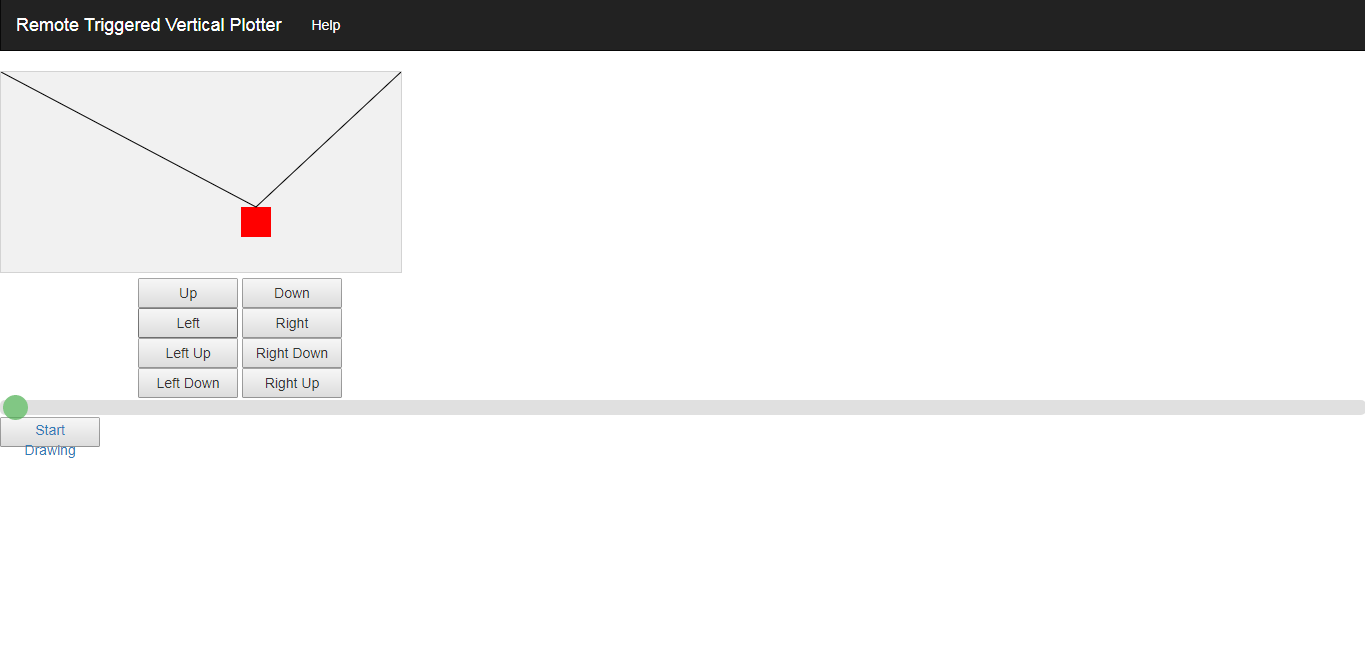 Remote Triggered Vertical Plotter Help
Up Down
Left Right
Left Up Right Down
Left Down Right Up
Start
Drawing